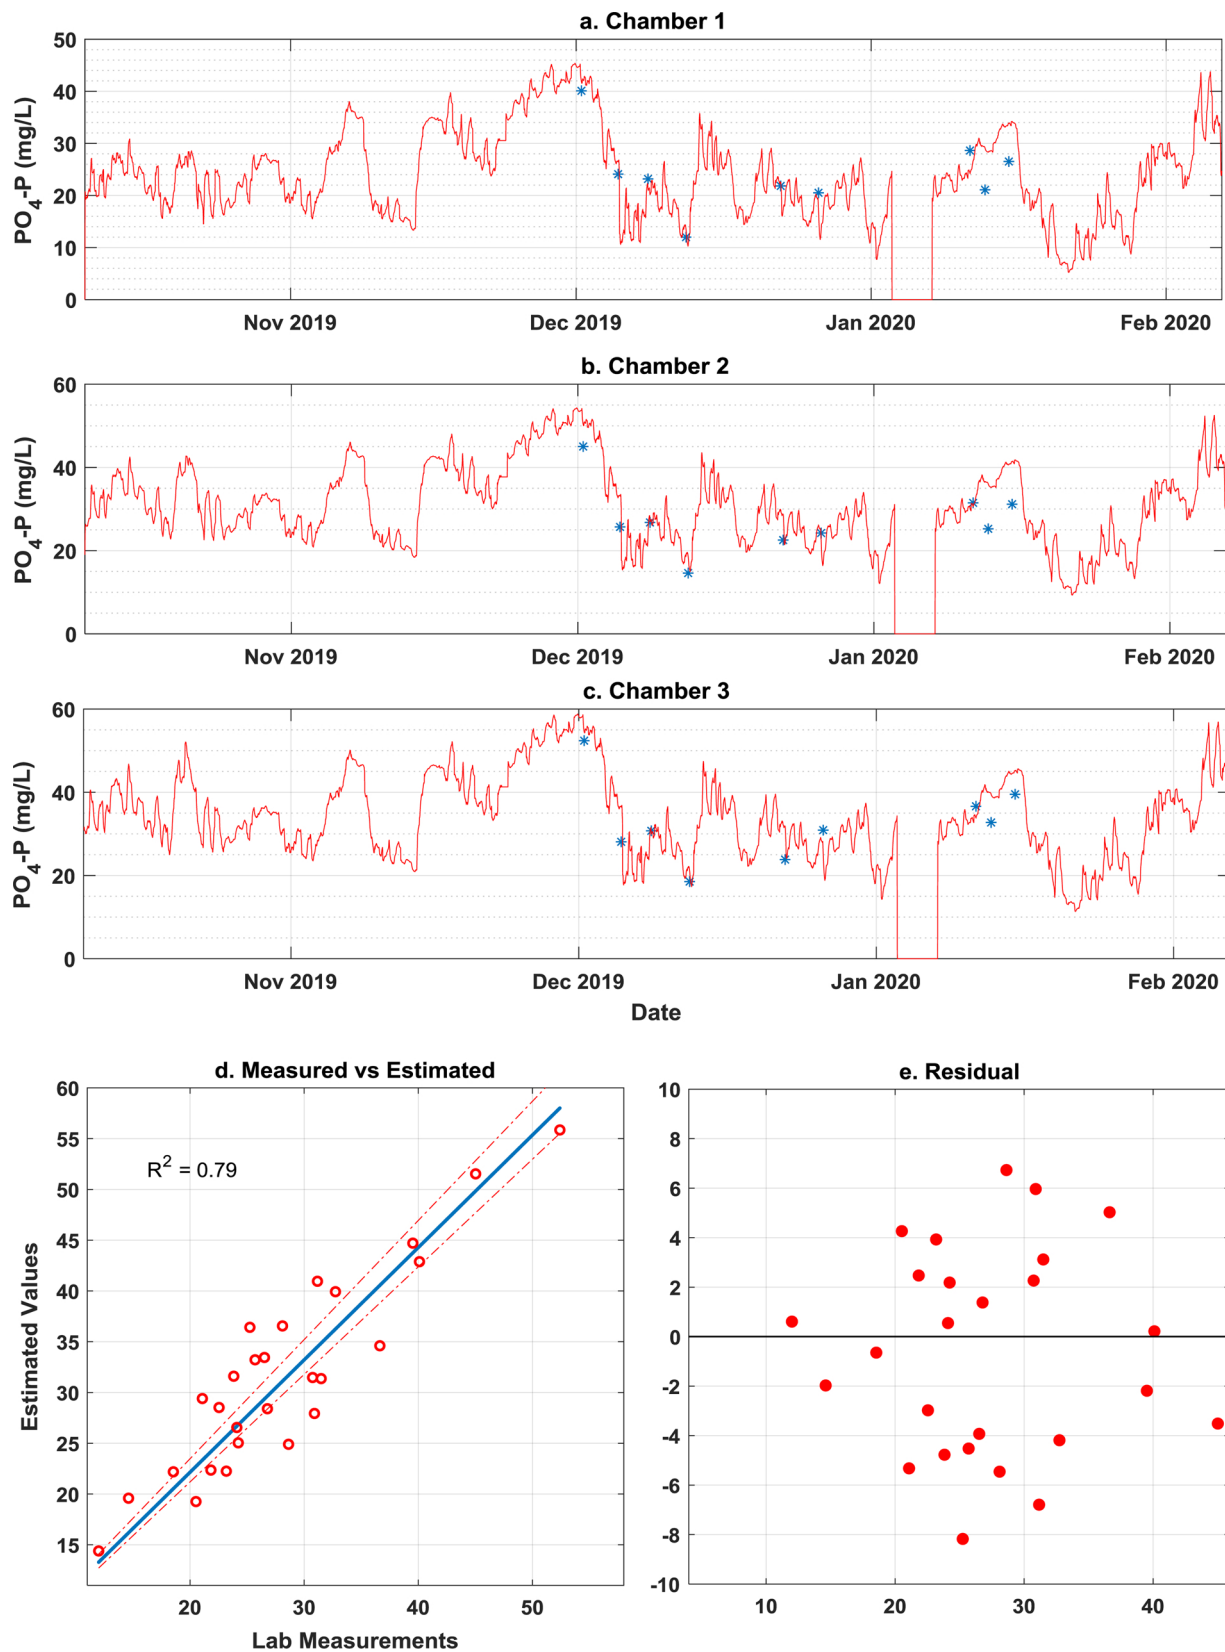 a. Chamber 1
50
40
30
20
10
0
PO4-P (mg/L)
Nov 2019 Dec 2019 Jan 2020 Feb 2020
b. Chamber 2
60
40
20
0
PO4-P (mg/L)
Nov 2019 Dec 2019 Jan 2020 Feb 2020
c. Chamber 3
60
40
20
0
PO4-P (mg/L)
Nov 2019 Dec 2019 Jan 2020 Feb 2020
Date
d. Measured vs Estimated
60
55
50
45
40
35
30
25
20
15
Estimated Values
R2 = 0.79
20 30 40 50
Lab Measurements
e. Residual
10
8
6
4
2
0
-2
-4
-6
-8
-10
10 20 30 40